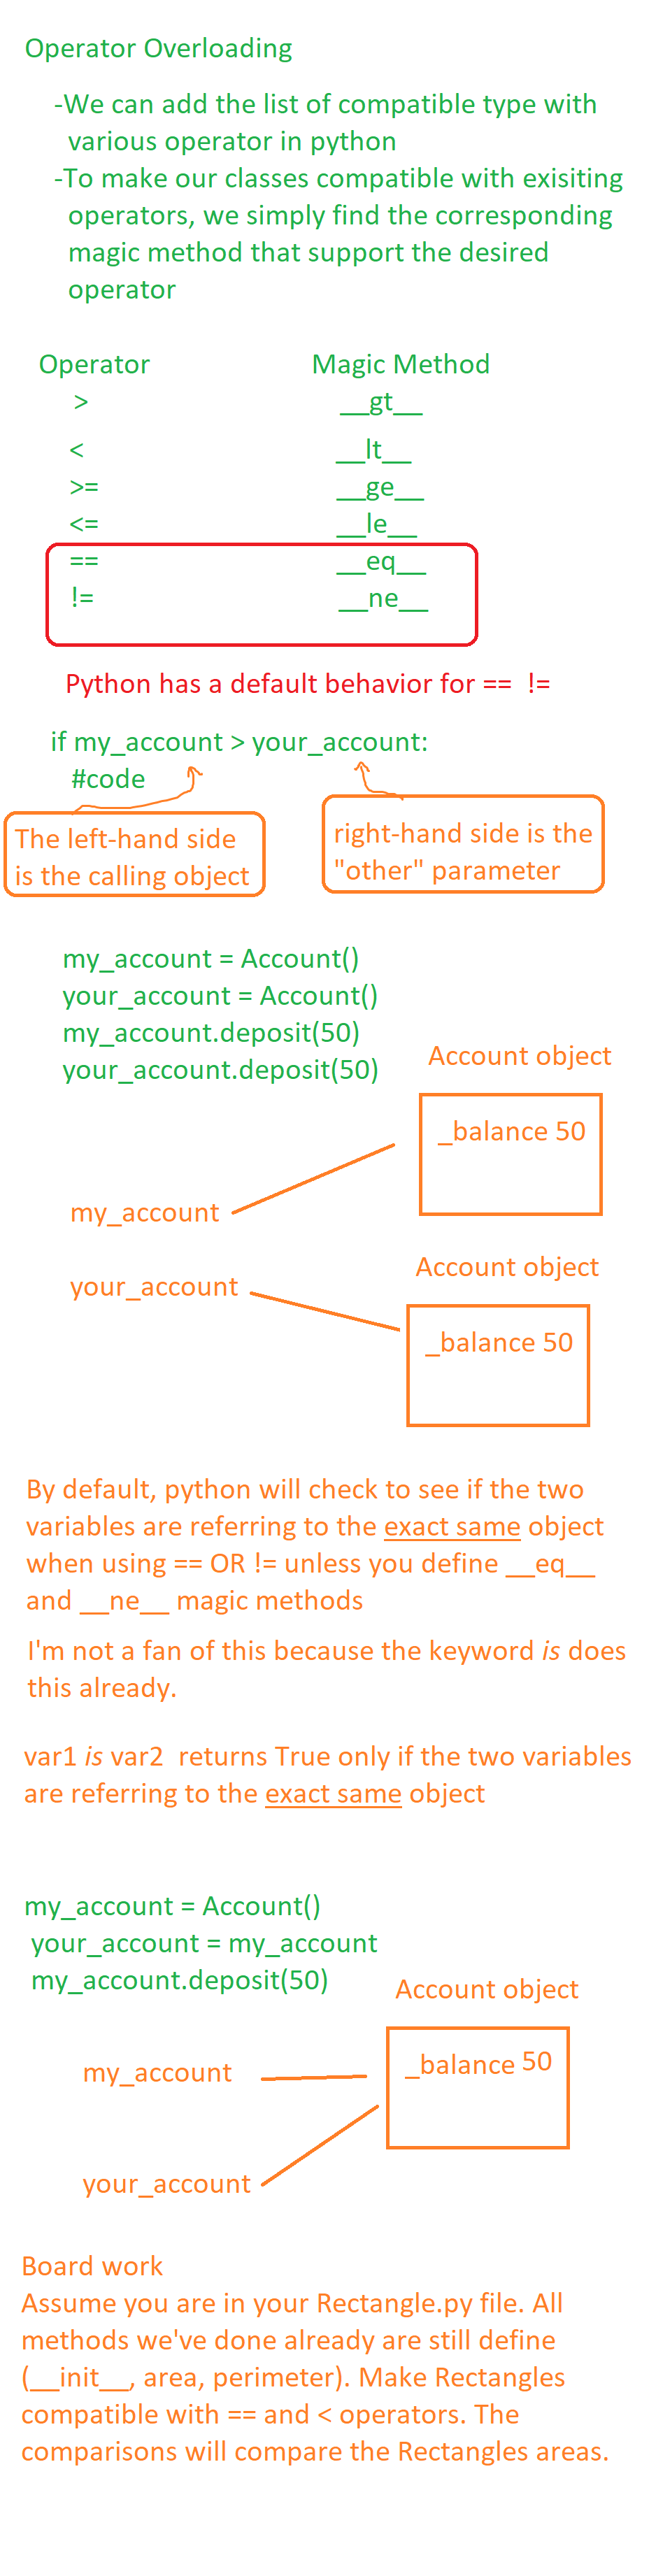 Operator Overloading
-We can add the list of compatible type with
various operator in python
-To make our classes compatible with exisiting
operators, we simply find the corresponding
magic method that support the desired
operator
Operator Magic Method
> __gt__
< __lt__
>= __ge__
<= __le__
== __eq__
!= __ne__
Python has a default behavior for == !=
if my_account > your_account:
#code
The left-hand side
is the calling object
right-hand side is the
"other" parameter
my_account = Account()
your_account = Account()
my_account.deposit(50)
your_account.deposit(50)
Account object
_balance 50
my_account
Account object
your_account
_balance 50
By default, python will check to see if the two
variables are referring to the exact same object
when using == OR != unless you define __eq__
and __ne__ magic methods
I'm not a fan of this because the keyword is does
this already.
var1 is var2 returns True only if the two variables
are referring to the exact same object
my_account = Account()
your_account = my_account
my_account.deposit(50)
Account object
my_account
_balance 50
your_account
Board work
Assume you are in your Rectangle.py file. All
methods we've done already are still define
(__init__, area, perimeter). Make Rectangles
compatible with == and < operators. The
comparisons will compare the Rectangles areas.